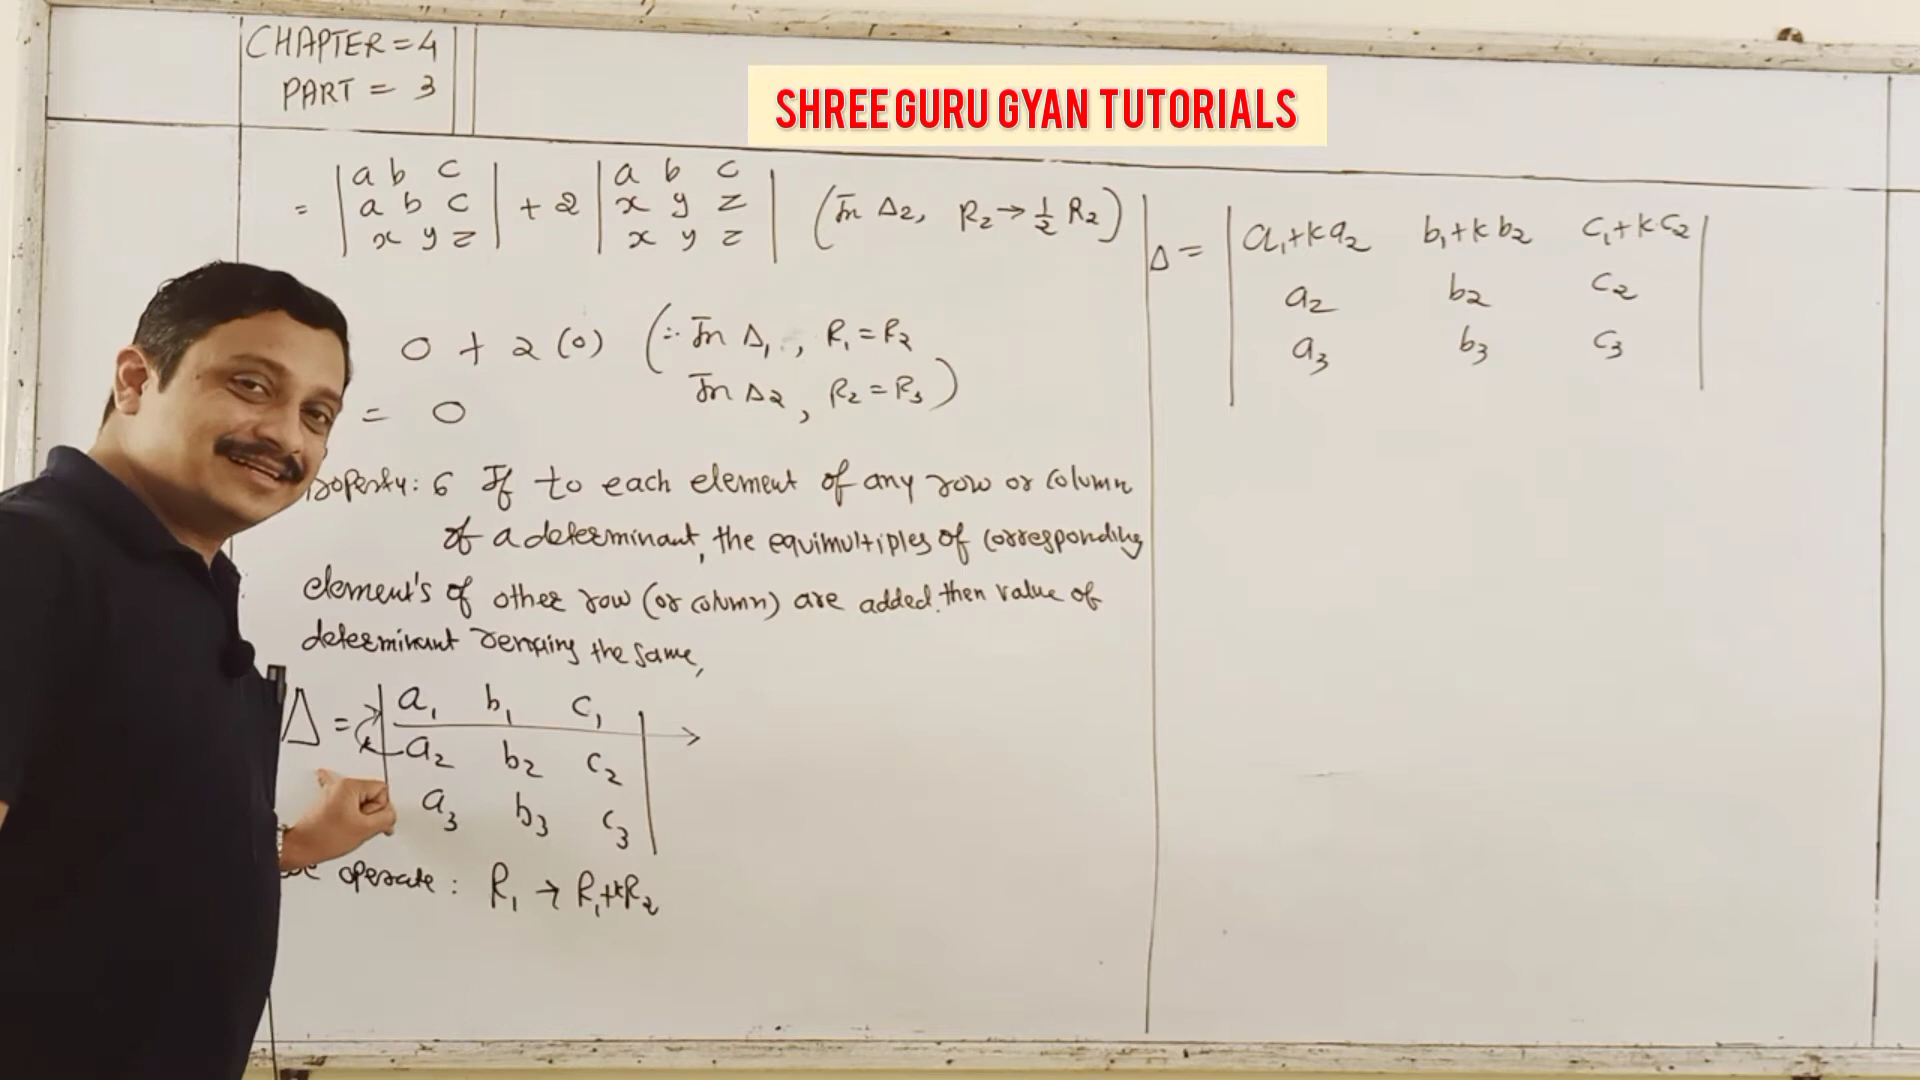 CHAPTER = 4
PART = 3
SHREE GURU GYAN TUTORIALS
= | a b c | + 2 | a b c | (In Δ2, R2 → 1/2 R2)
| a b c | | x y z |
| x y z | | x y z |
0 + 2 (0) (∵ In Δ1, R1 = R2
In Δ2, R2 = R3)
= 0
: 6 If to each element of any row or column
of a determinant, the equimultiples of corresponding
element's of other row (or column) are added, then value of
determinant the same,
Δ = | a1 b1 c1 |
| a2 b2 c2 |
| a3 b3 c3 |
operate : R1 → R1+kR2
Δ = | a1+ka2 b1+kb2 c1+kc2 |
| a2 b2 c2 |
| a3 b3 c3 |